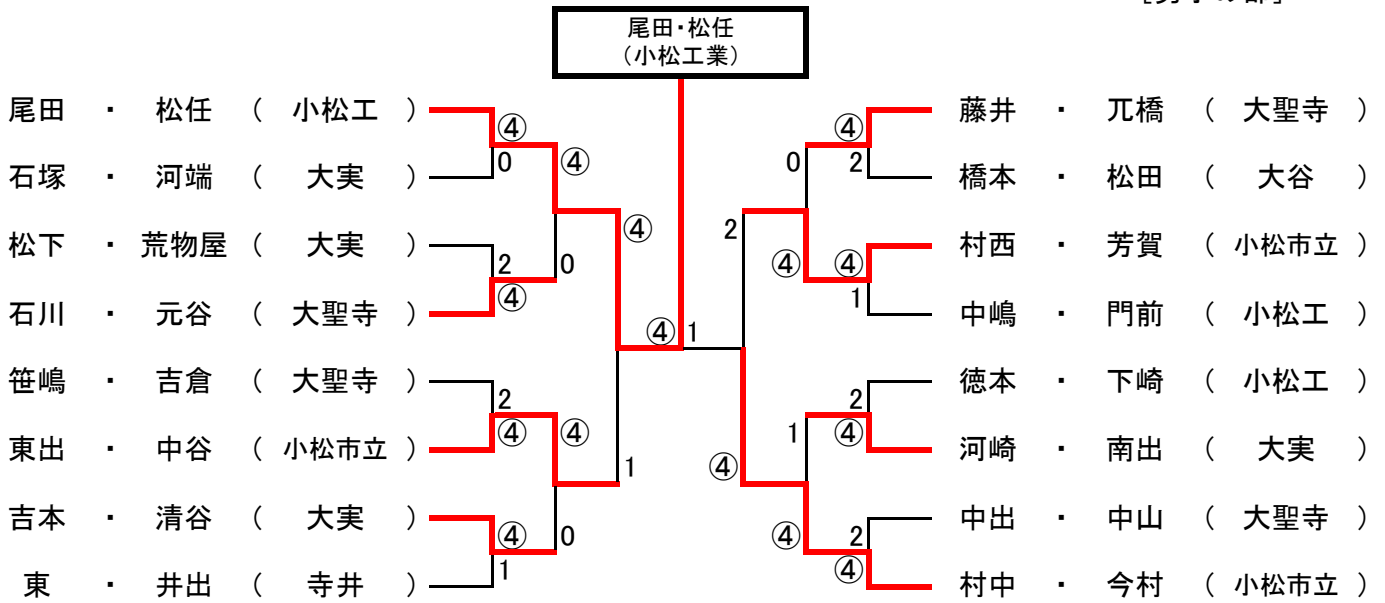 尾田・松任
（小松工業）
尾田 ・ 松任 （ 小松工 ）
石塚 ・ 河端 （ 大実 ）
松下 ・ 荒物屋 （ 大実 ）
石川 ・ 元谷 （ 大聖寺 ）
笹嶋 ・ 吉倉 （ 大聖寺 ）
東出 ・ 中谷 （ 小松市立 ）
吉本 ・ 清谷 （ 大実 ）
東 ・ 井出 （ 寺井 ）
④
0
④
2
④
0
④
2
④
④
④
1
0
1
④
1
④
2
0
2
④
④
1
④
1
2
④
④
2
④
藤井 ・ 兀橋 （ 大聖寺 ）
橋本 ・ 松田 （ 大谷 ）
村西 ・ 芳賀 （ 小松市立 ）
中嶋 ・ 門前 （ 小松工 ）
徳本 ・ 下崎 （ 小松工 ）
河崎 ・ 南出 （ 大実 ）
中出 ・ 中山 （ 大聖寺 ）
村中 ・ 今村 （ 小松市立 ）